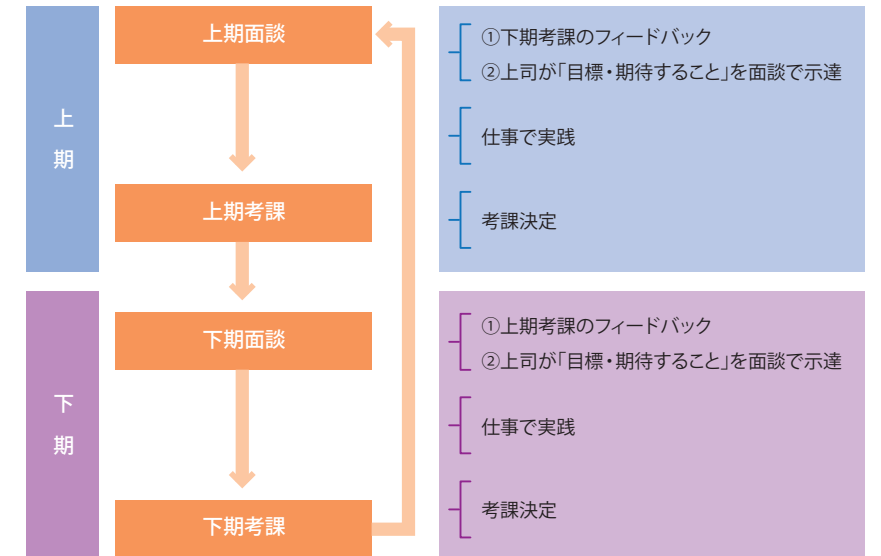 上期
上期面談
①下期考課のフィードバック
②上司が「目標・期待すること」を面談で示達
仕事で実践
上期考課
考課決定
下期
下期面談
①上期考課のフィードバック
②上司が「目標・期待すること」を面談で示達
仕事で実践
下期考課
考課決定